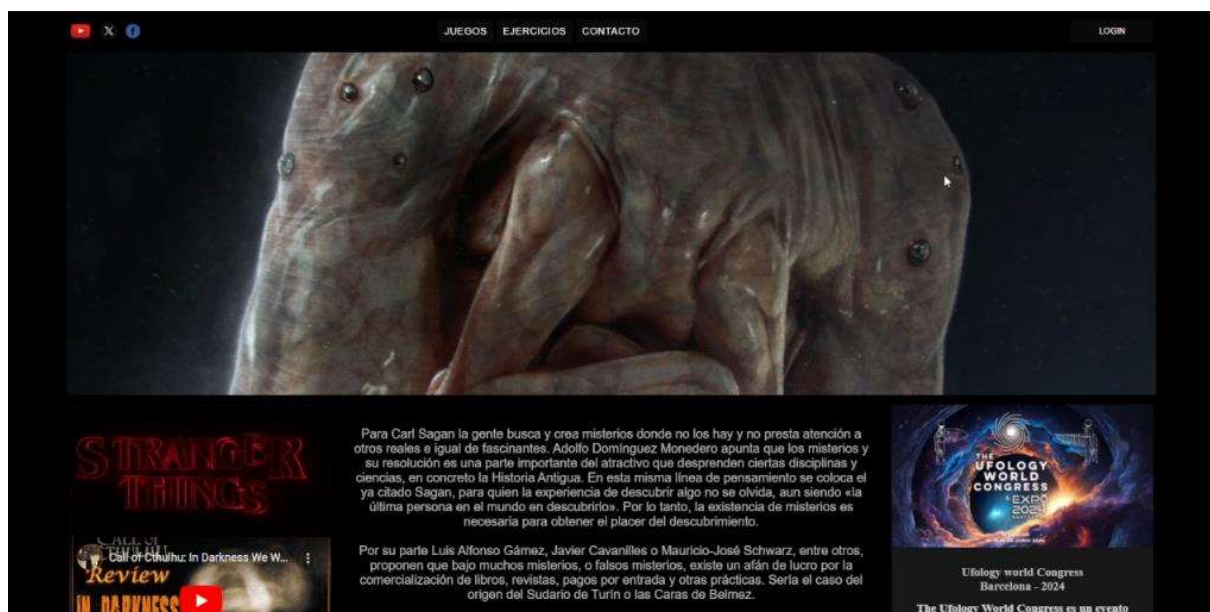 JUEGOS EJERCICIOS CONTACTO
LOGIN
STRANGER
THINGS
Call of Cthulhu: In Darkness We W...
Review
IN DARKNESS
Para Carl Sagan la gente busca y crea misterios donde no los hay y no presta atención a
otros reales e igual de fascinantes. Adolfo Domínguez Monedero apunta que los misterios y
su resolución es una parte importante del atractivo que desprenden ciertas disciplinas y
ciencias, en concreto la Historia Antigua. En esta misma línea de pensamiento se coloca el
ya citado Sagan, para quien la experiencia de descubrir algo no se olvida, aun siendo «la
última persona en el mundo en descubrirlo». Por lo tanto, la existencia de misterios es
necesaria para obtener el placer del descubrimiento.
Por su parte Luis Alfonso Gámez, Javier Cavanilles o Mauricio-José Schwarz, entre otros,
proponen que bajo muchos misterios, o falsos misterios, existe un afán de lucro por la
comercialización de libros, revistas, pagos por entrada y otras prácticas. Sería el caso del
origen del Sudario de Turín o las Caras de Belmez.
THE
UFOLOGY
WORLD
CONGRESS
& EXPO
2024
Ufology world Congress
Barcelona - 2024
The Ufology World Congress es un evento